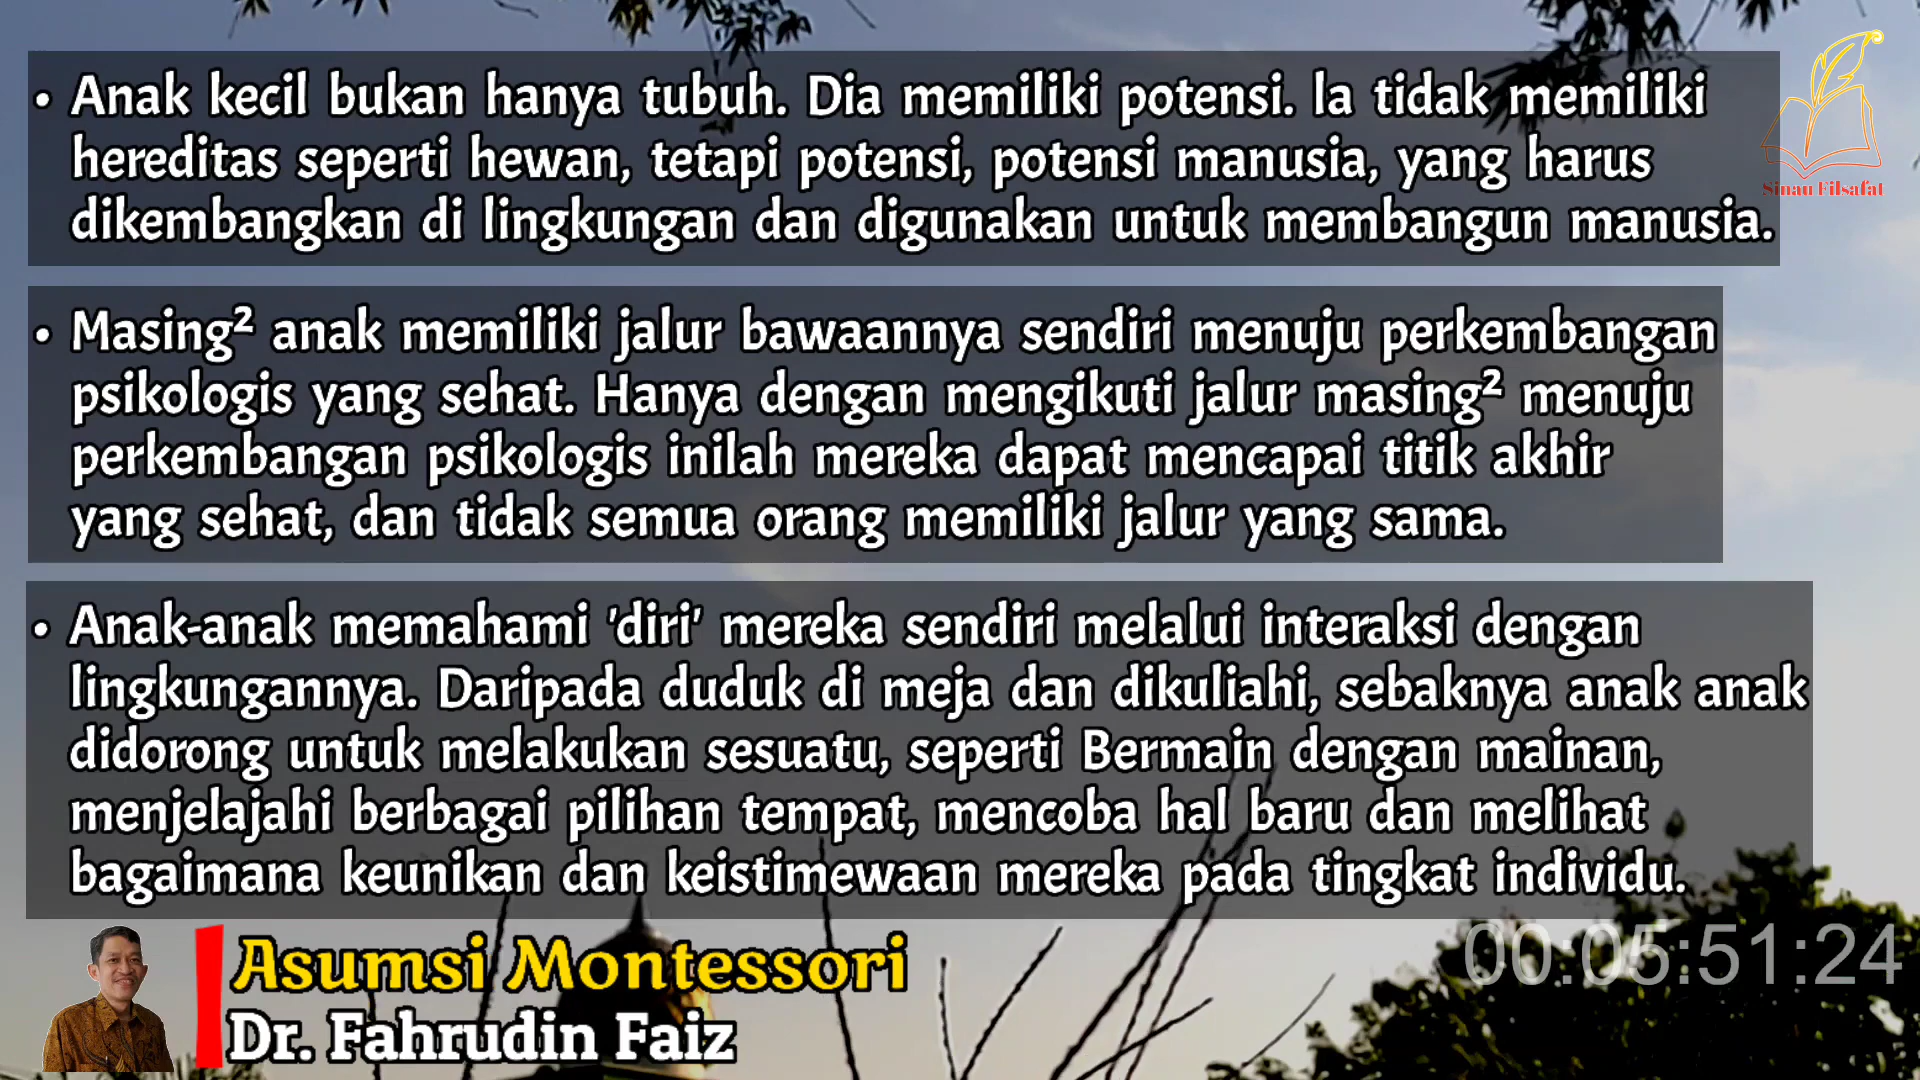 • Anak kecil bukan hanya tubuh. Dia memiliki potensi. la tidak memiliki
hereditas seperti hewan, tetapi potensi, potensi manusia, yang harus
dikembangkan di lingkungan dan digunakan untuk membangun manusia.
Sinau Filsafat
• Masing² anak memiliki jalur bawaannya sendiri menuju perkembangan
psikologis yang sehat. Hanya dengan mengikuti jalur masing² menuju
perkembangan psikologis inilah mereka dapat mencapai titik akhir
yang sehat, dan tidak semua orang memiliki jalur yang sama.
• Anak-anak memahami 'diri' mereka sendiri melalui interaksi dengan
lingkungannya. Daripada duduk di meja dan dikuliahi, sebaknya anak anak
didorong untuk melakukan sesuatu, seperti Bermain dengan mainan,
menjelajahi berbagai pilihan tempat, mencoba hal baru dan melihat
bagaimana keunikan dan keistimewaan mereka pada tingkat individu.
00:05:51:24
Asumsi Montessori
Dr. Fahrudin Faiz